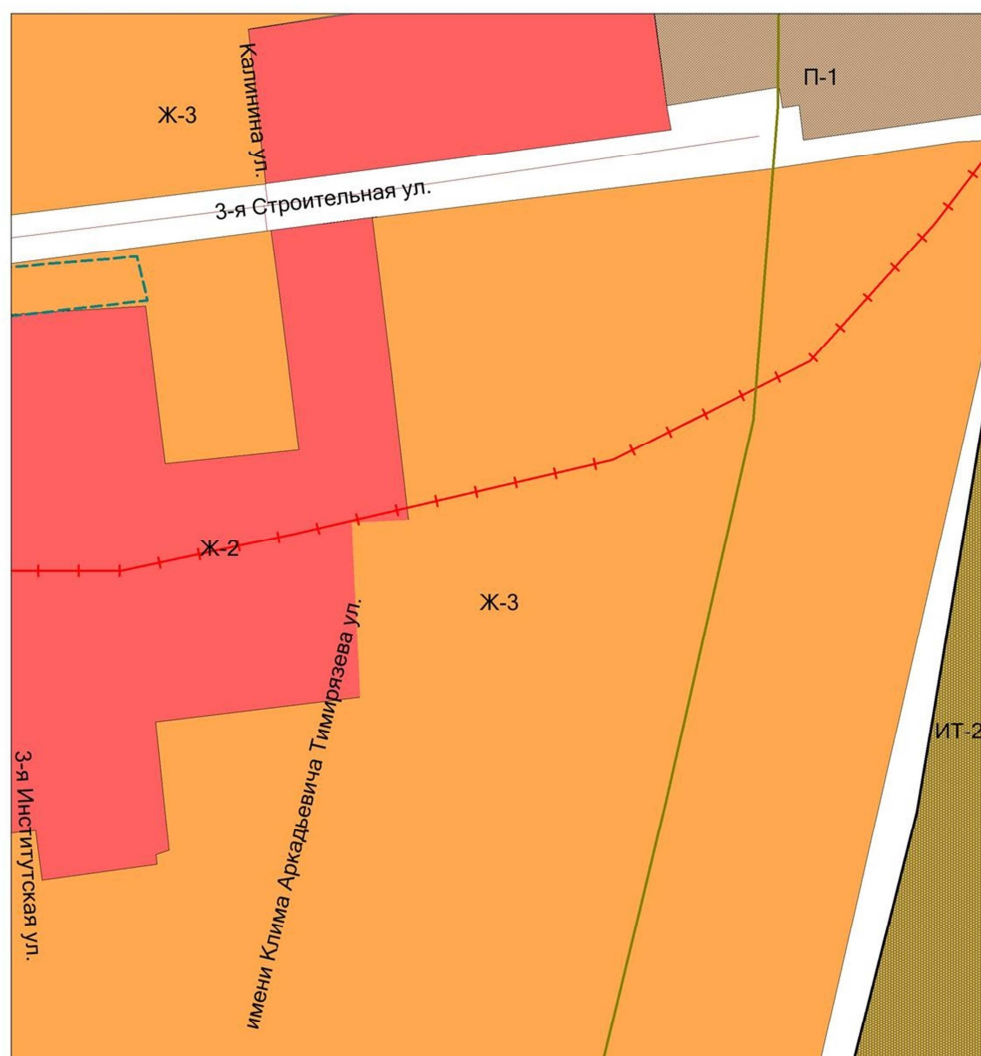 П-1
Ж-3
Калинина ул.
3-я Строительная ул.
Ж-2
Ж-3
имени Клима Аркадьевича Тимирязева ул.
ИТ-2
3-я Институтская ул.